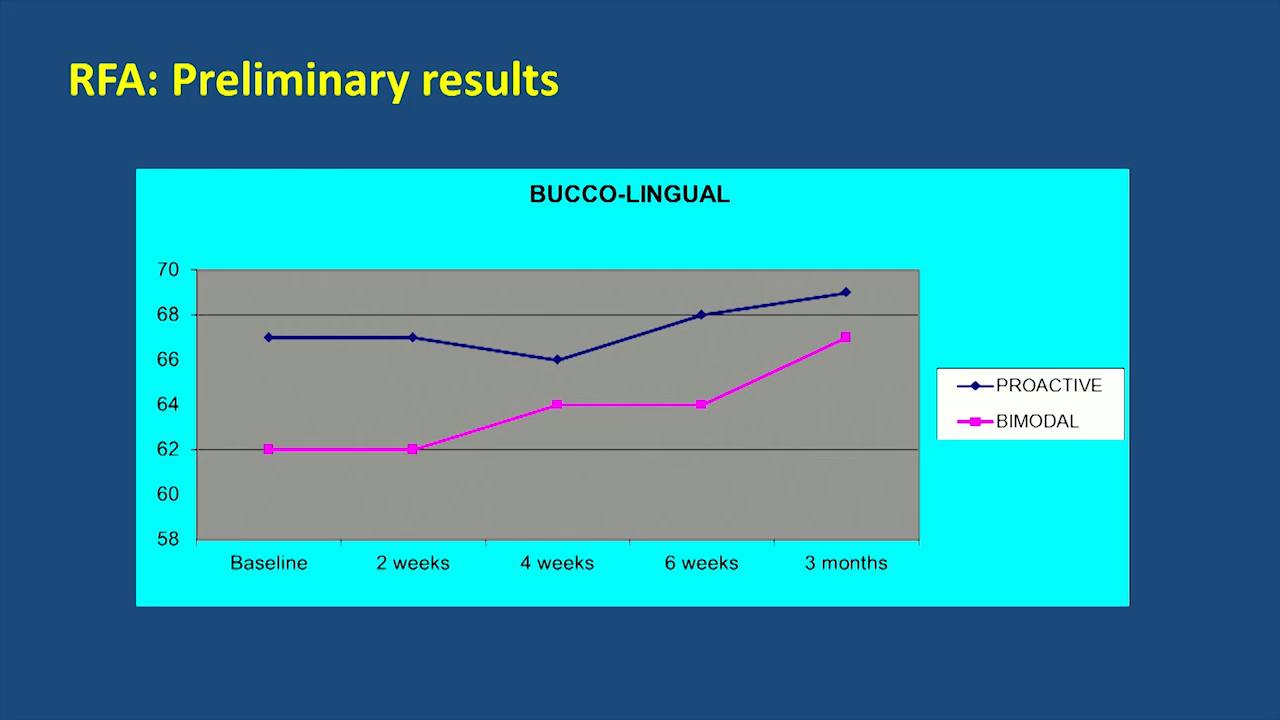 RFA: Preliminary results
BUCCO-LINGUAL
70
68
66
64
62
60
58
Baseline 2 weeks 4 weeks 6 weeks 3 months
PROACTIVE
BIMODAL